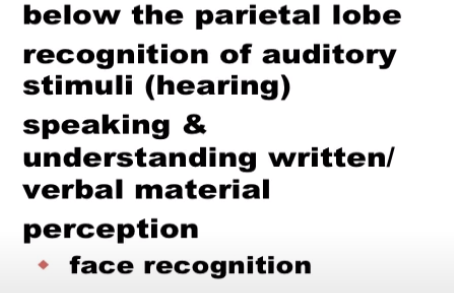 below the parietal lobe
recognition of auditory
stimuli (hearing)
speaking &
understanding written/
verbal material
perception
face recognition